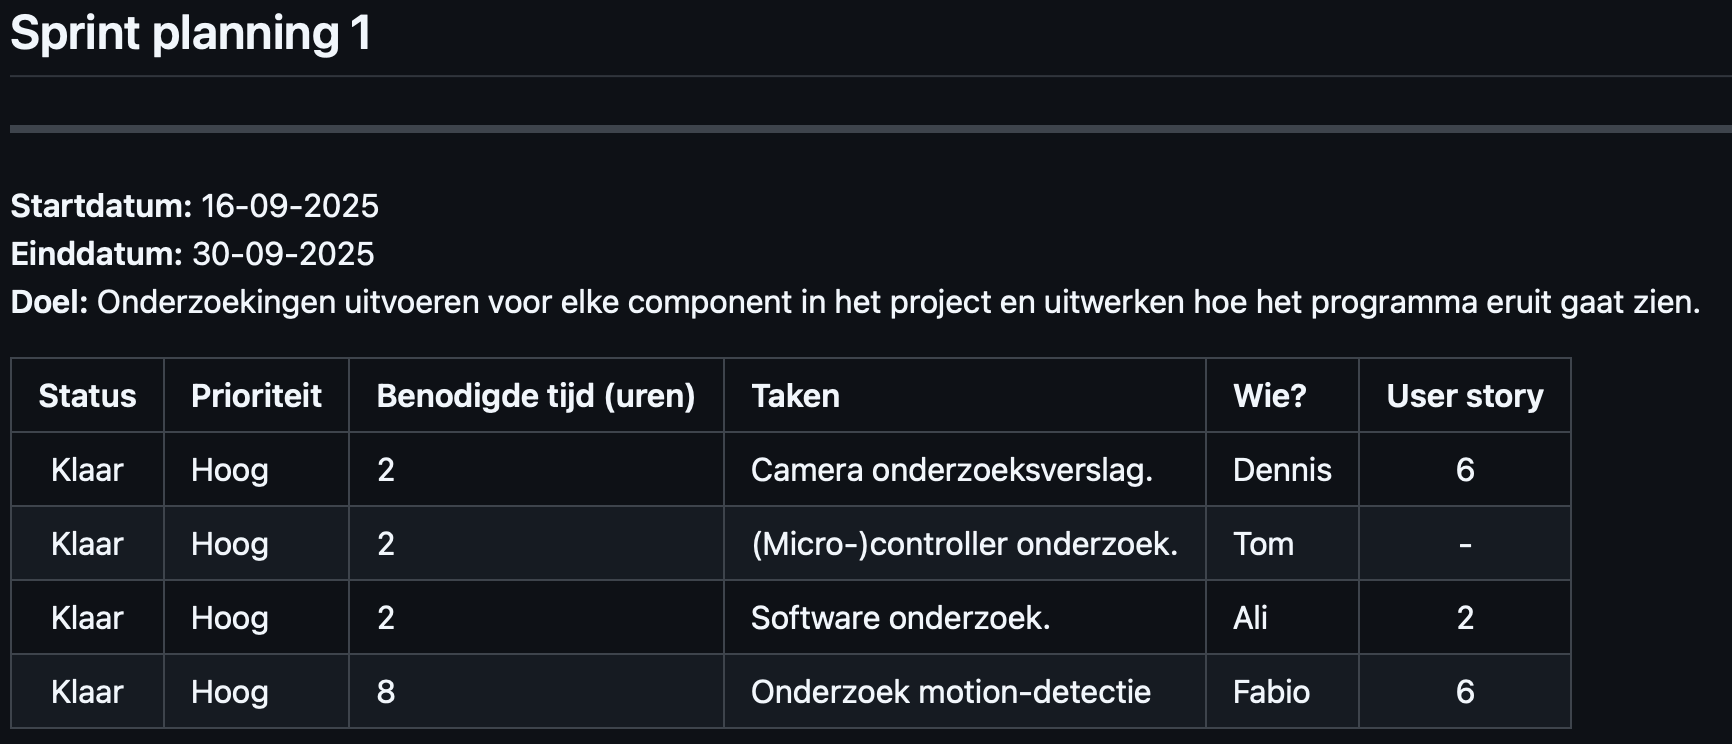 Sprint planning 1
Startdatum: 16-09-2025
Einddatum: 30-09-2025
Doel: Onderzoekingen uitvoeren voor elke component in het project en uitwerken hoe het programma eruit gaat zien.
Status Prioriteit Benodigde tijd (uren) Taken Wie? User story
Klaar Hoog 2 Camera onderzoeksverslag. Dennis 6
Klaar Hoog 2 (Micro-)controller onderzoek. Tom -
Klaar Hoog 2 Software onderzoek. Ali 2
Klaar Hoog 8 Onderzoek motion-detectie Fabio 6